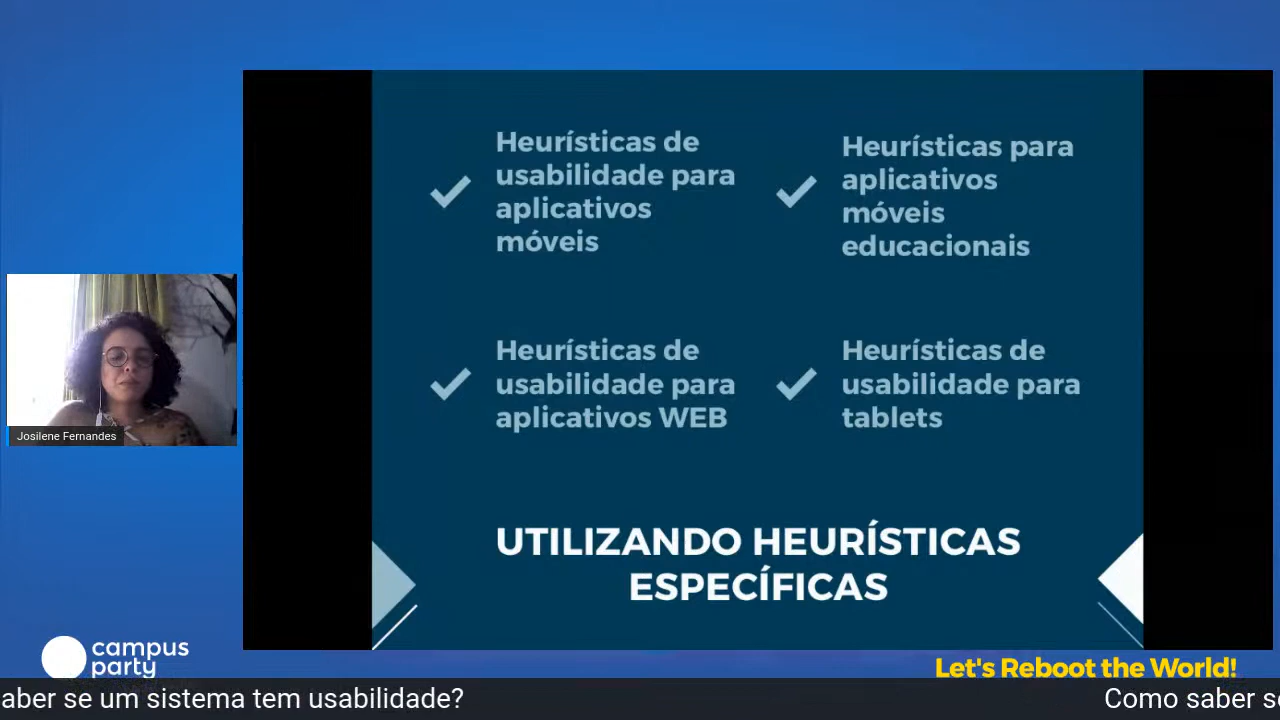 Heurísticas de
usabilidade para
aplicativos
móveis
Heurísticas para
aplicativos
móveis
educacionais
Heurísticas de
usabilidade para
aplicativos WEB
Heurísticas de
usabilidade para
tablets
UTILIZANDO HEURÍSTICAS
ESPECÍFICAS
Josilene Fernandes
campus
party
Let's Reboot the World!
aber se um sistema tem usabilidade?
Como saber s